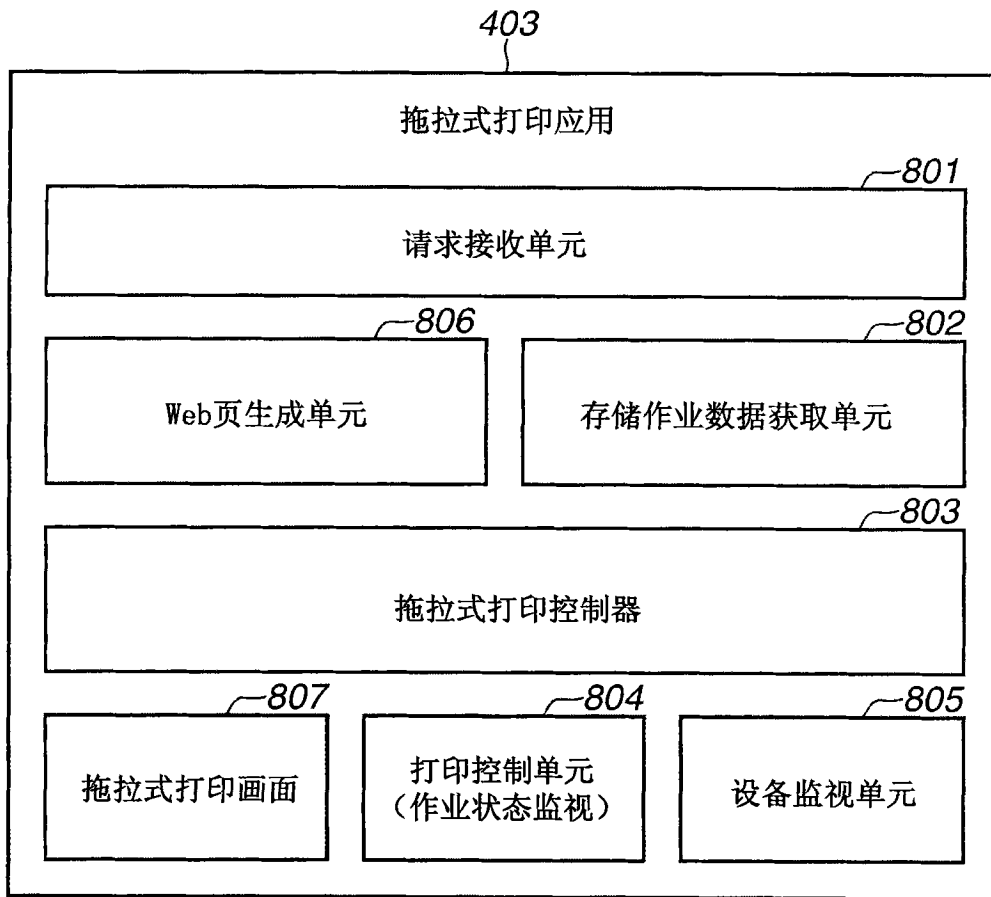 403
拖拉式打印应用
801
请求接收单元
806
802
Web页生成单元
存储作业数据获取单元
803
拖拉式打印控制器
807
804
805
拖拉式打印画面
打印控制单元
（作业状态监视）
设备监视单元